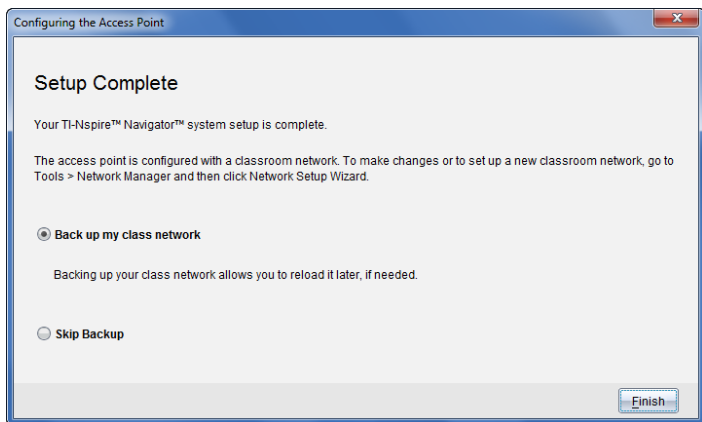 Configuring the Access Point
Setup Complete
Your TI-Nspire™ Navigator™ system setup is complete.
The access point is configured with a classroom network. To make changes or to set up a new classroom network, go to
Tools > Network Manager and then click Network Setup Wizard.
Back up my class network
Backing up your class network allows you to reload it later, if needed.
Skip Backup
Finish